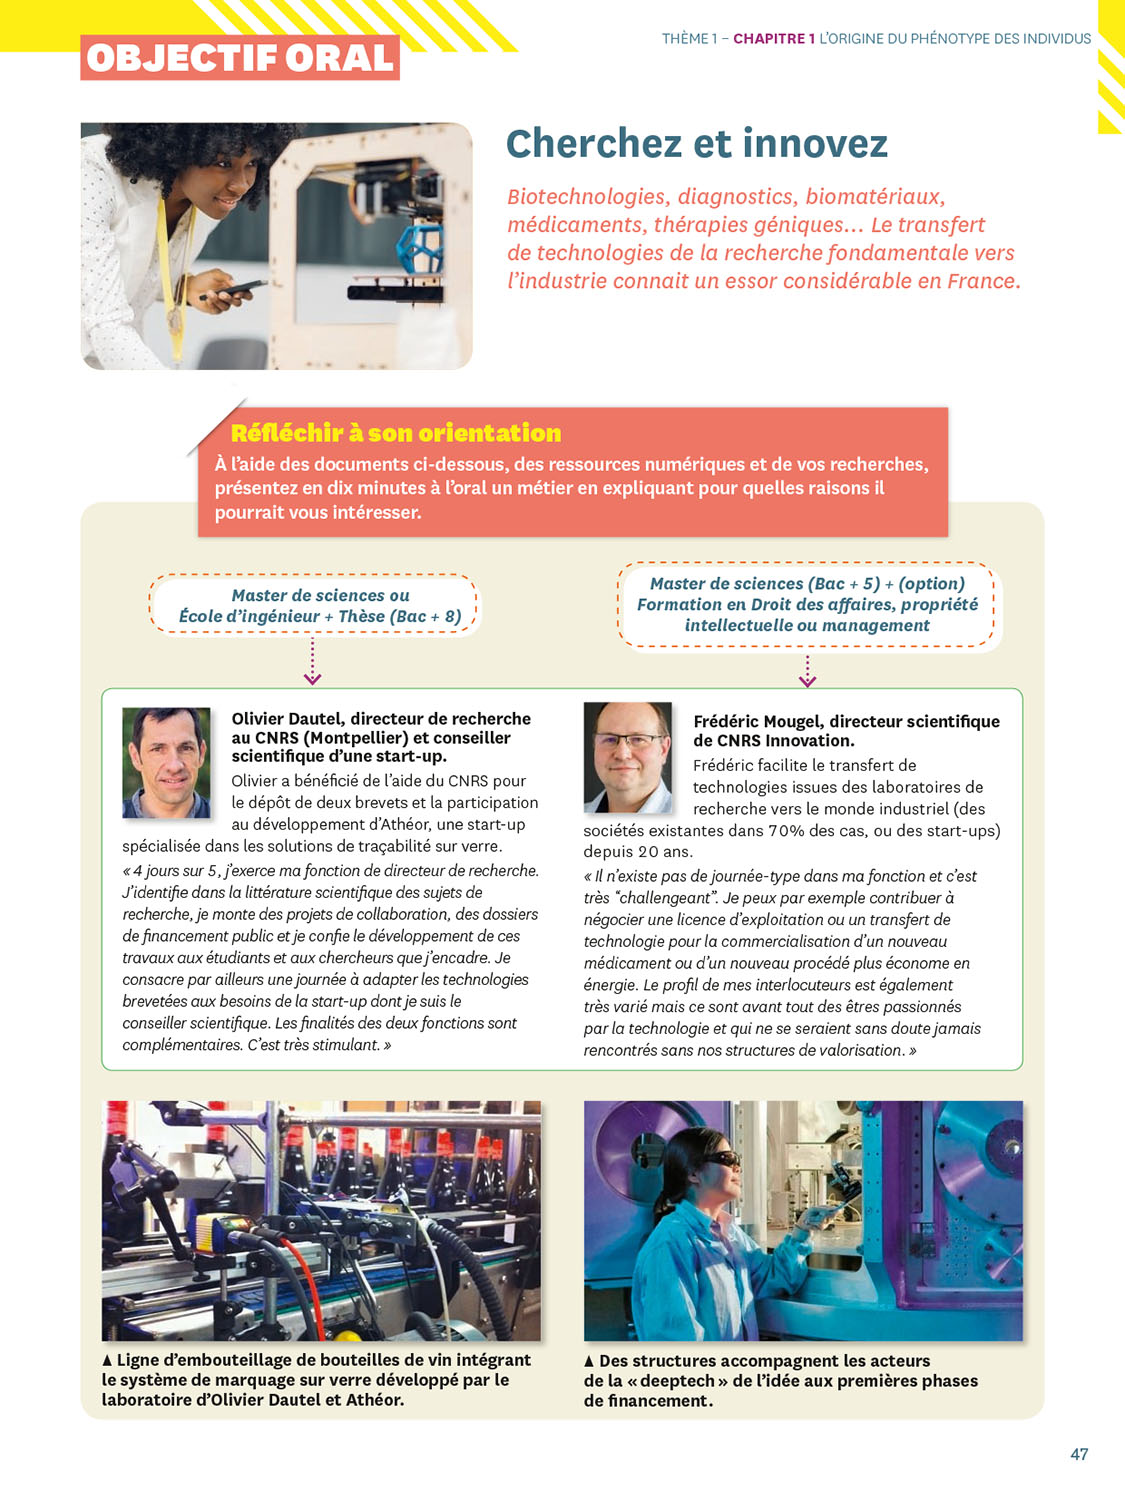 THÈME 1 – CHAPITRE 1 L'ORIGINE DU PHÉNOTYPE DES INDIVIDUS
OBJECTIF ORAL
Cherchez et innovez
Biotechnologies, diagnostics, biomatériaux,
médicaments, thérapies géniques... Le transfert
de technologies de la recherche fondamentale vers
l'industrie connait un essor considérable en France.
Réfléchir à son orientation
À l'aide des documents ci-dessous, des ressources numériques et de vos recherches,
présentez en dix minutes à l'oral un métier en expliquant pour quelles raisons il
pourrait vous intéresser.
Master de sciences ou
École d'ingénieur + Thèse (Bac + 8)
Master de sciences (Bac + 5) + (option)
Formation en Droit des affaires, propriété
intellectuelle ou management
Olivier Dautel, directeur de recherche
au CNRS (Montpellier) et conseiller
scientifique d'une start-up.
Olivier a bénéficié de l'aide du CNRS pour
le dépôt de deux brevets et la participation
au développement d'Athéor, une start-up
spécialisée dans les solutions de traçabilité sur verre.
« 4 jours sur 5, j'exerce ma fonction de directeur de recherche.
J'identifie dans la littérature scientifique des sujets de
recherche, je monte des projets de collaboration, des dossiers
de financement public et je confie le développement de ces
travaux aux étudiants et aux chercheurs que j'encadre. Je
consacre par ailleurs une journée à adapter les technologies
brevetées aux besoins de la start-up dont je suis le
conseiller scientifique. Les finalités des deux fonctions sont
complémentaires. C'est très stimulant. »
Frédéric Mougel, directeur scientifique
de CNRS Innovation.
Frédéric facilite le transfert de
technologies issues des laboratoires de
recherche vers le monde industriel (des
sociétés existantes dans 70% des cas, ou des start-ups)
depuis 20 ans.
« Il n'existe pas de journée-type dans ma fonction et c'est
très "challengeant". Je peux par exemple contribuer à
négocier une licence d'exploitation ou un transfert de
technologie pour la commercialisation d'un nouveau
médicament ou d'un nouveau procédé plus économe en
énergie. Le profil de mes interlocuteurs est également
très varié mais ce sont avant tout des êtres passionnés
par la technologie et qui ne se seraient sans doute jamais
rencontrés sans nos structures de valorisation. »
▲ Ligne d'embouteillage de bouteilles de vin intégrant
le système de marquage sur verre développé par le
laboratoire d'Olivier Dautel et Athéor.
▲ Des structures accompagnent les acteurs
de la « deeptech » de l'idée aux premières phases
de financement.
47